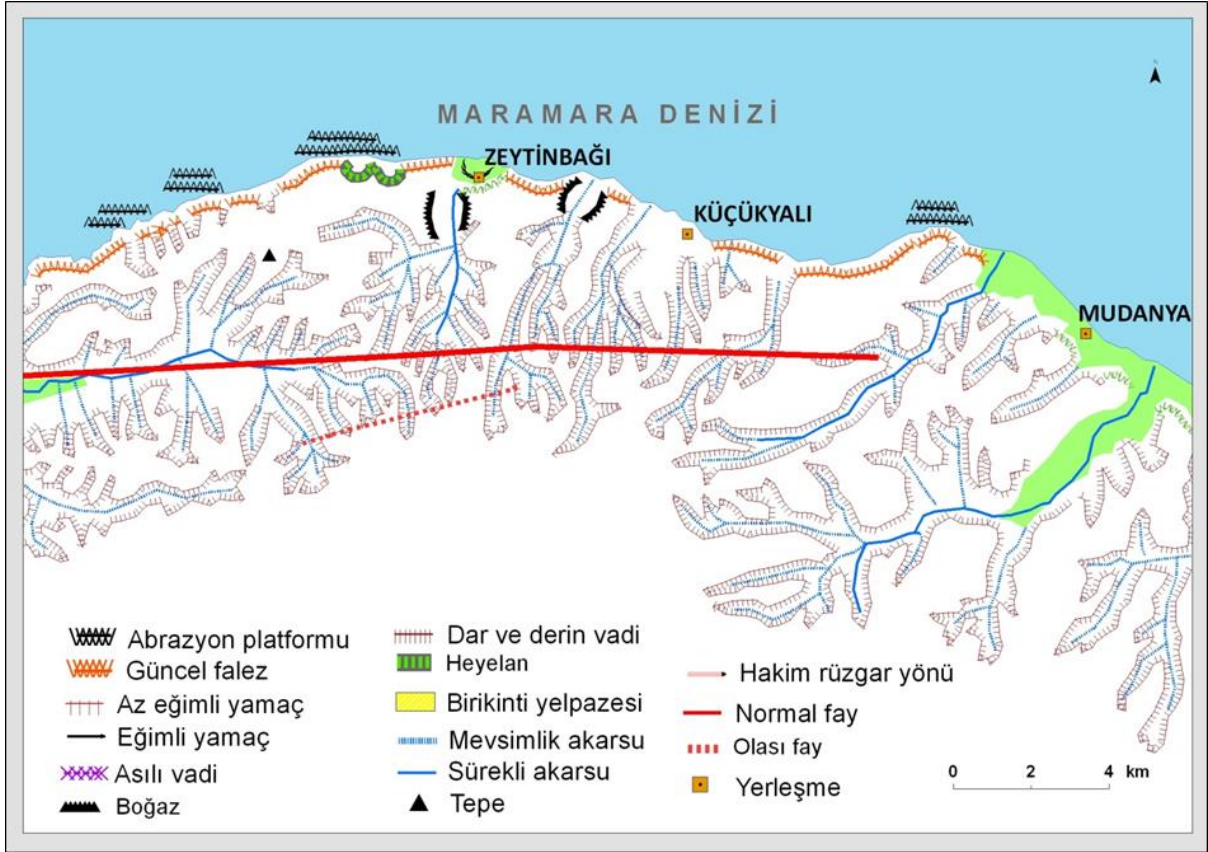 MARAMARA DENİZİ
ZEYTİNBAĞI
KÜÇÜKYALI
MUDANYA
Abrazyon platformu
Güncel falez
Az eğimli yamaç
Eğimli yamaç
Asılı vadi
Boğaz
Dar ve derin vadi
Heyelan
Birikinti yelpazesi
Mevsimlik akarsu
Sürekli akarsu
Tepe
Hakim rüzgar yönü
Normal fay
Olası fay
Yerleşme
0 2 4 km